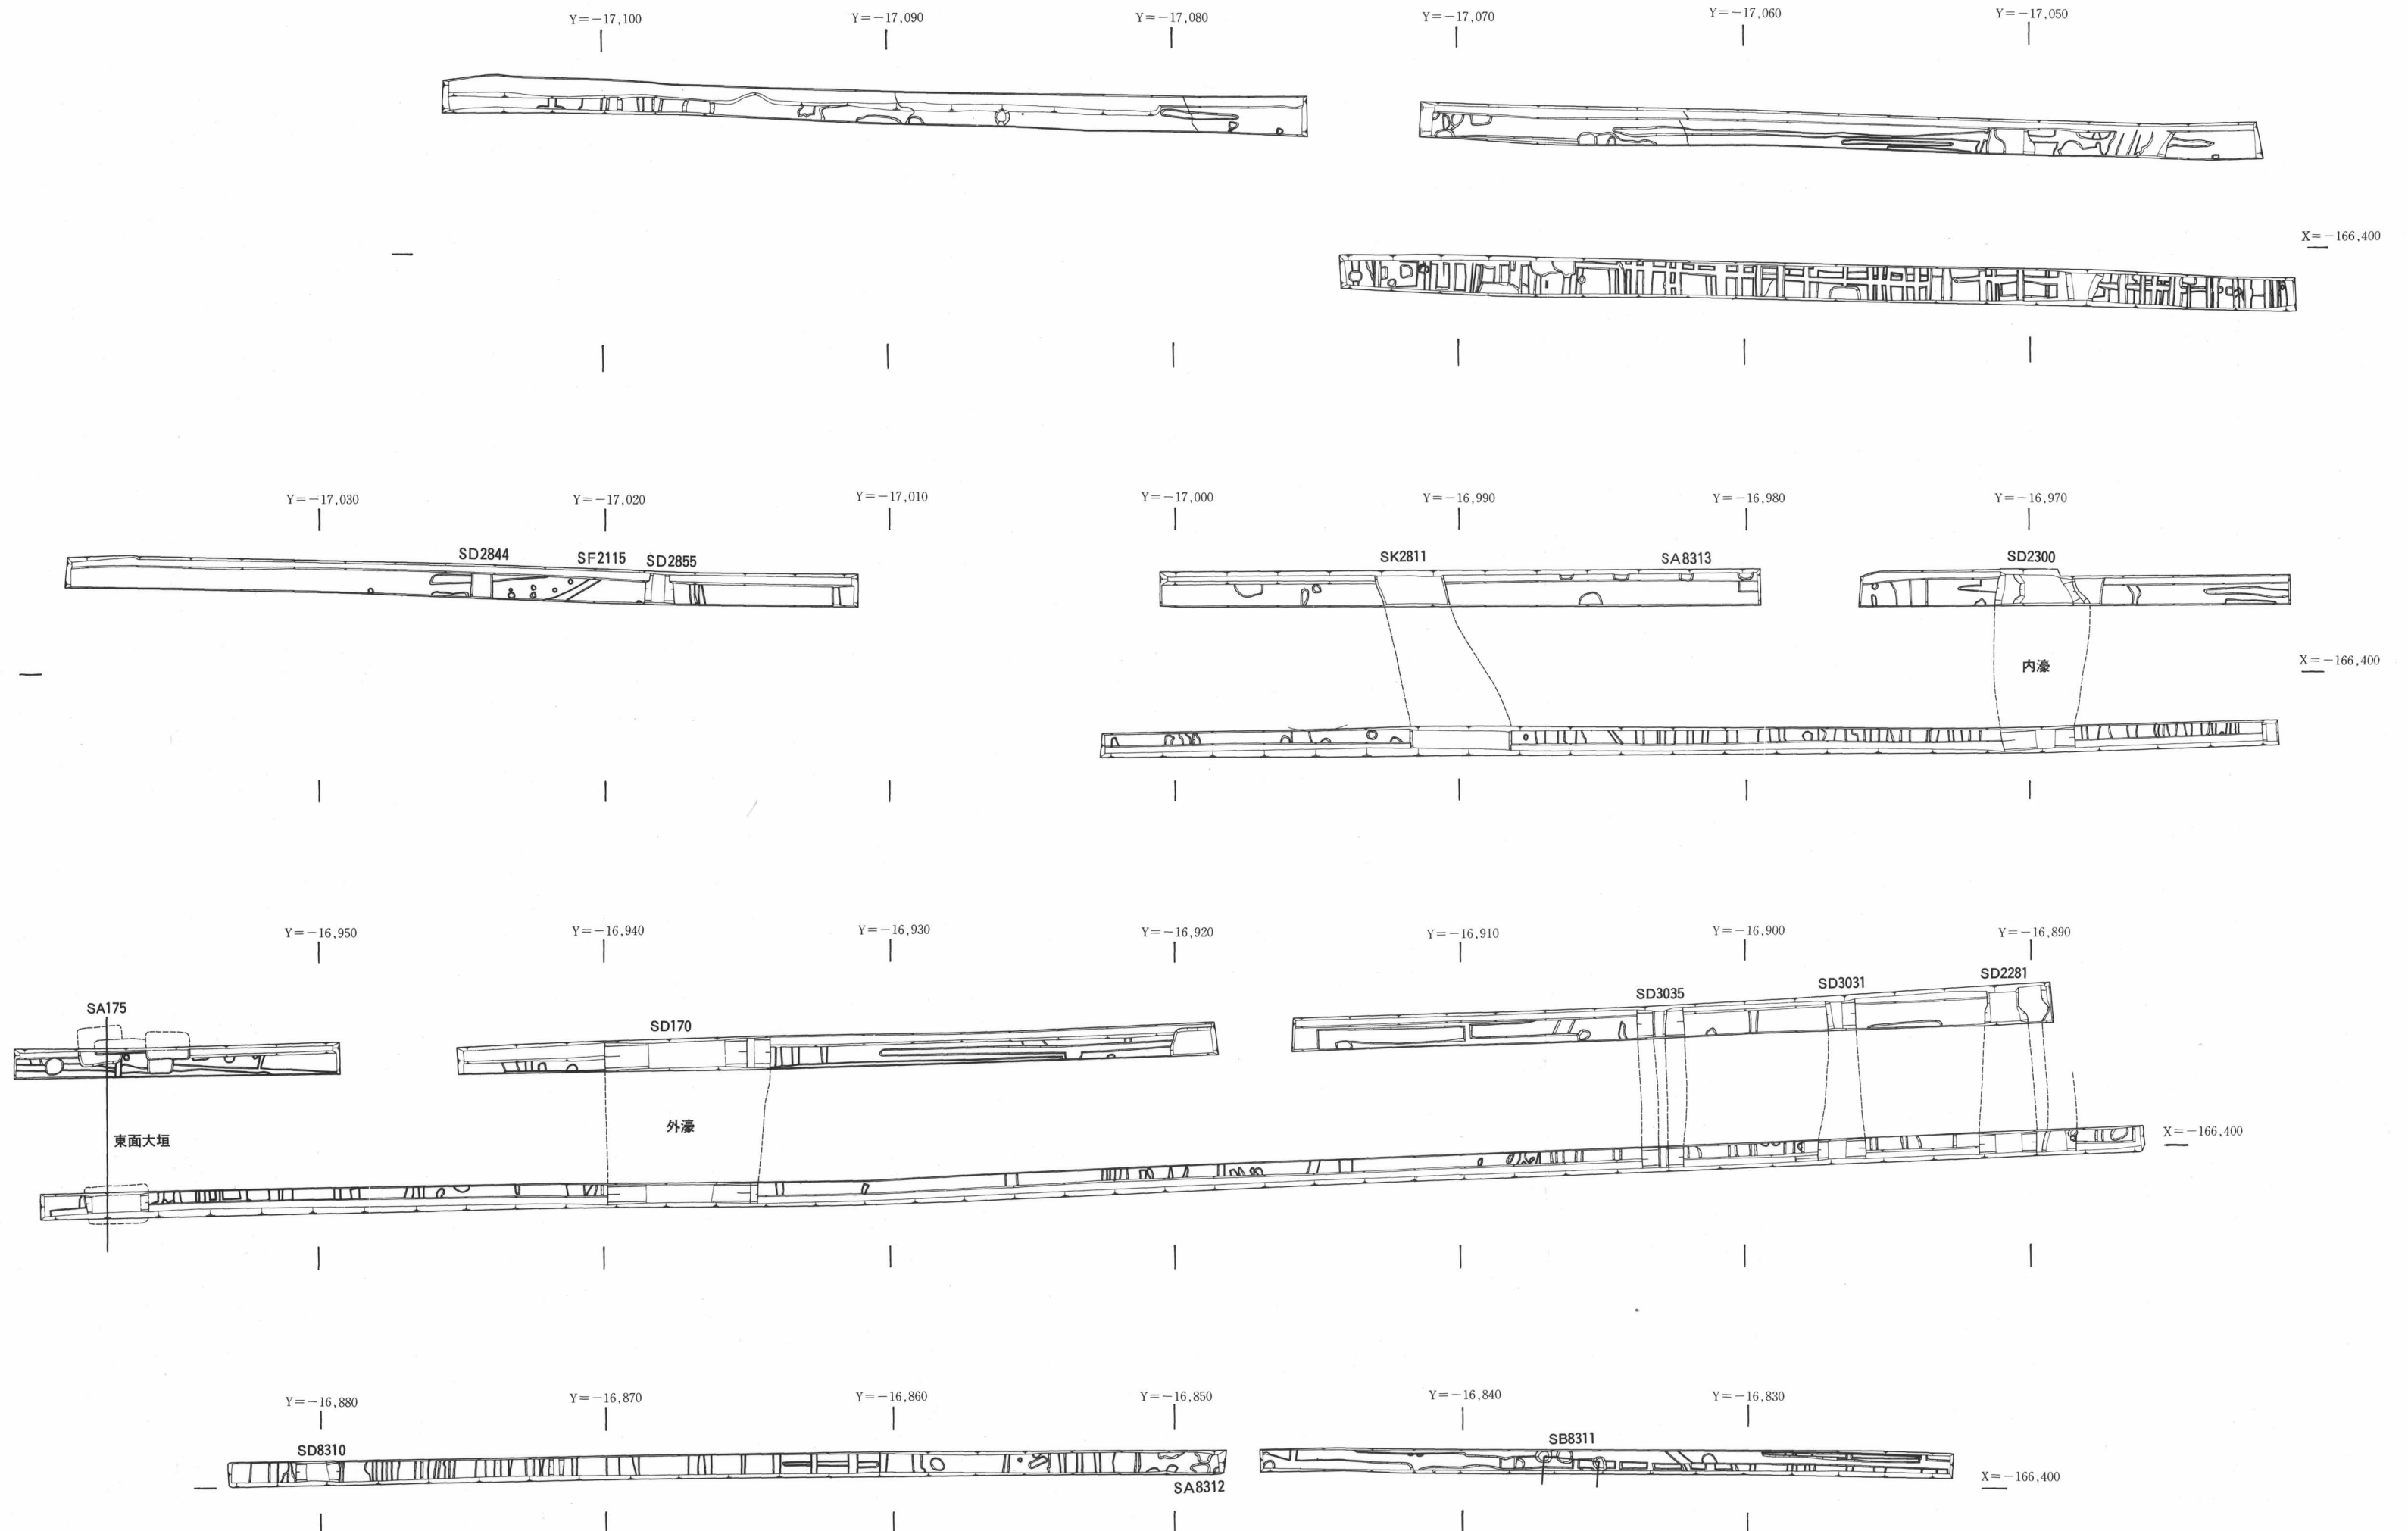 Y=−17,100
Y=−17,090
Y=−17,080
Y=−17,070
Y=−17,060
Y=−17,050
X=−166,400
Y=−17,030
Y=−17,020
Y=−17,010
Y=−17,000
Y=−16,990
Y=−16,980
Y=−16,970
SD2844
SF2115
SD2855
SK2811
SA8313
SD2300
内濠
X=−166,400
Y=−16,950
Y=−16,940
Y=−16,930
Y=−16,920
Y=−16,910
Y=−16,900
Y=−16,890
SA175
SD170
SD3035
SD3031
SD2281
東面大垣
外濠
X=−166,400
Y=−16,880
Y=−16,870
Y=−16,860
Y=−16,850
Y=−16,840
Y=−16,830
SD8310
SB8311
SA8312
X=−166,400